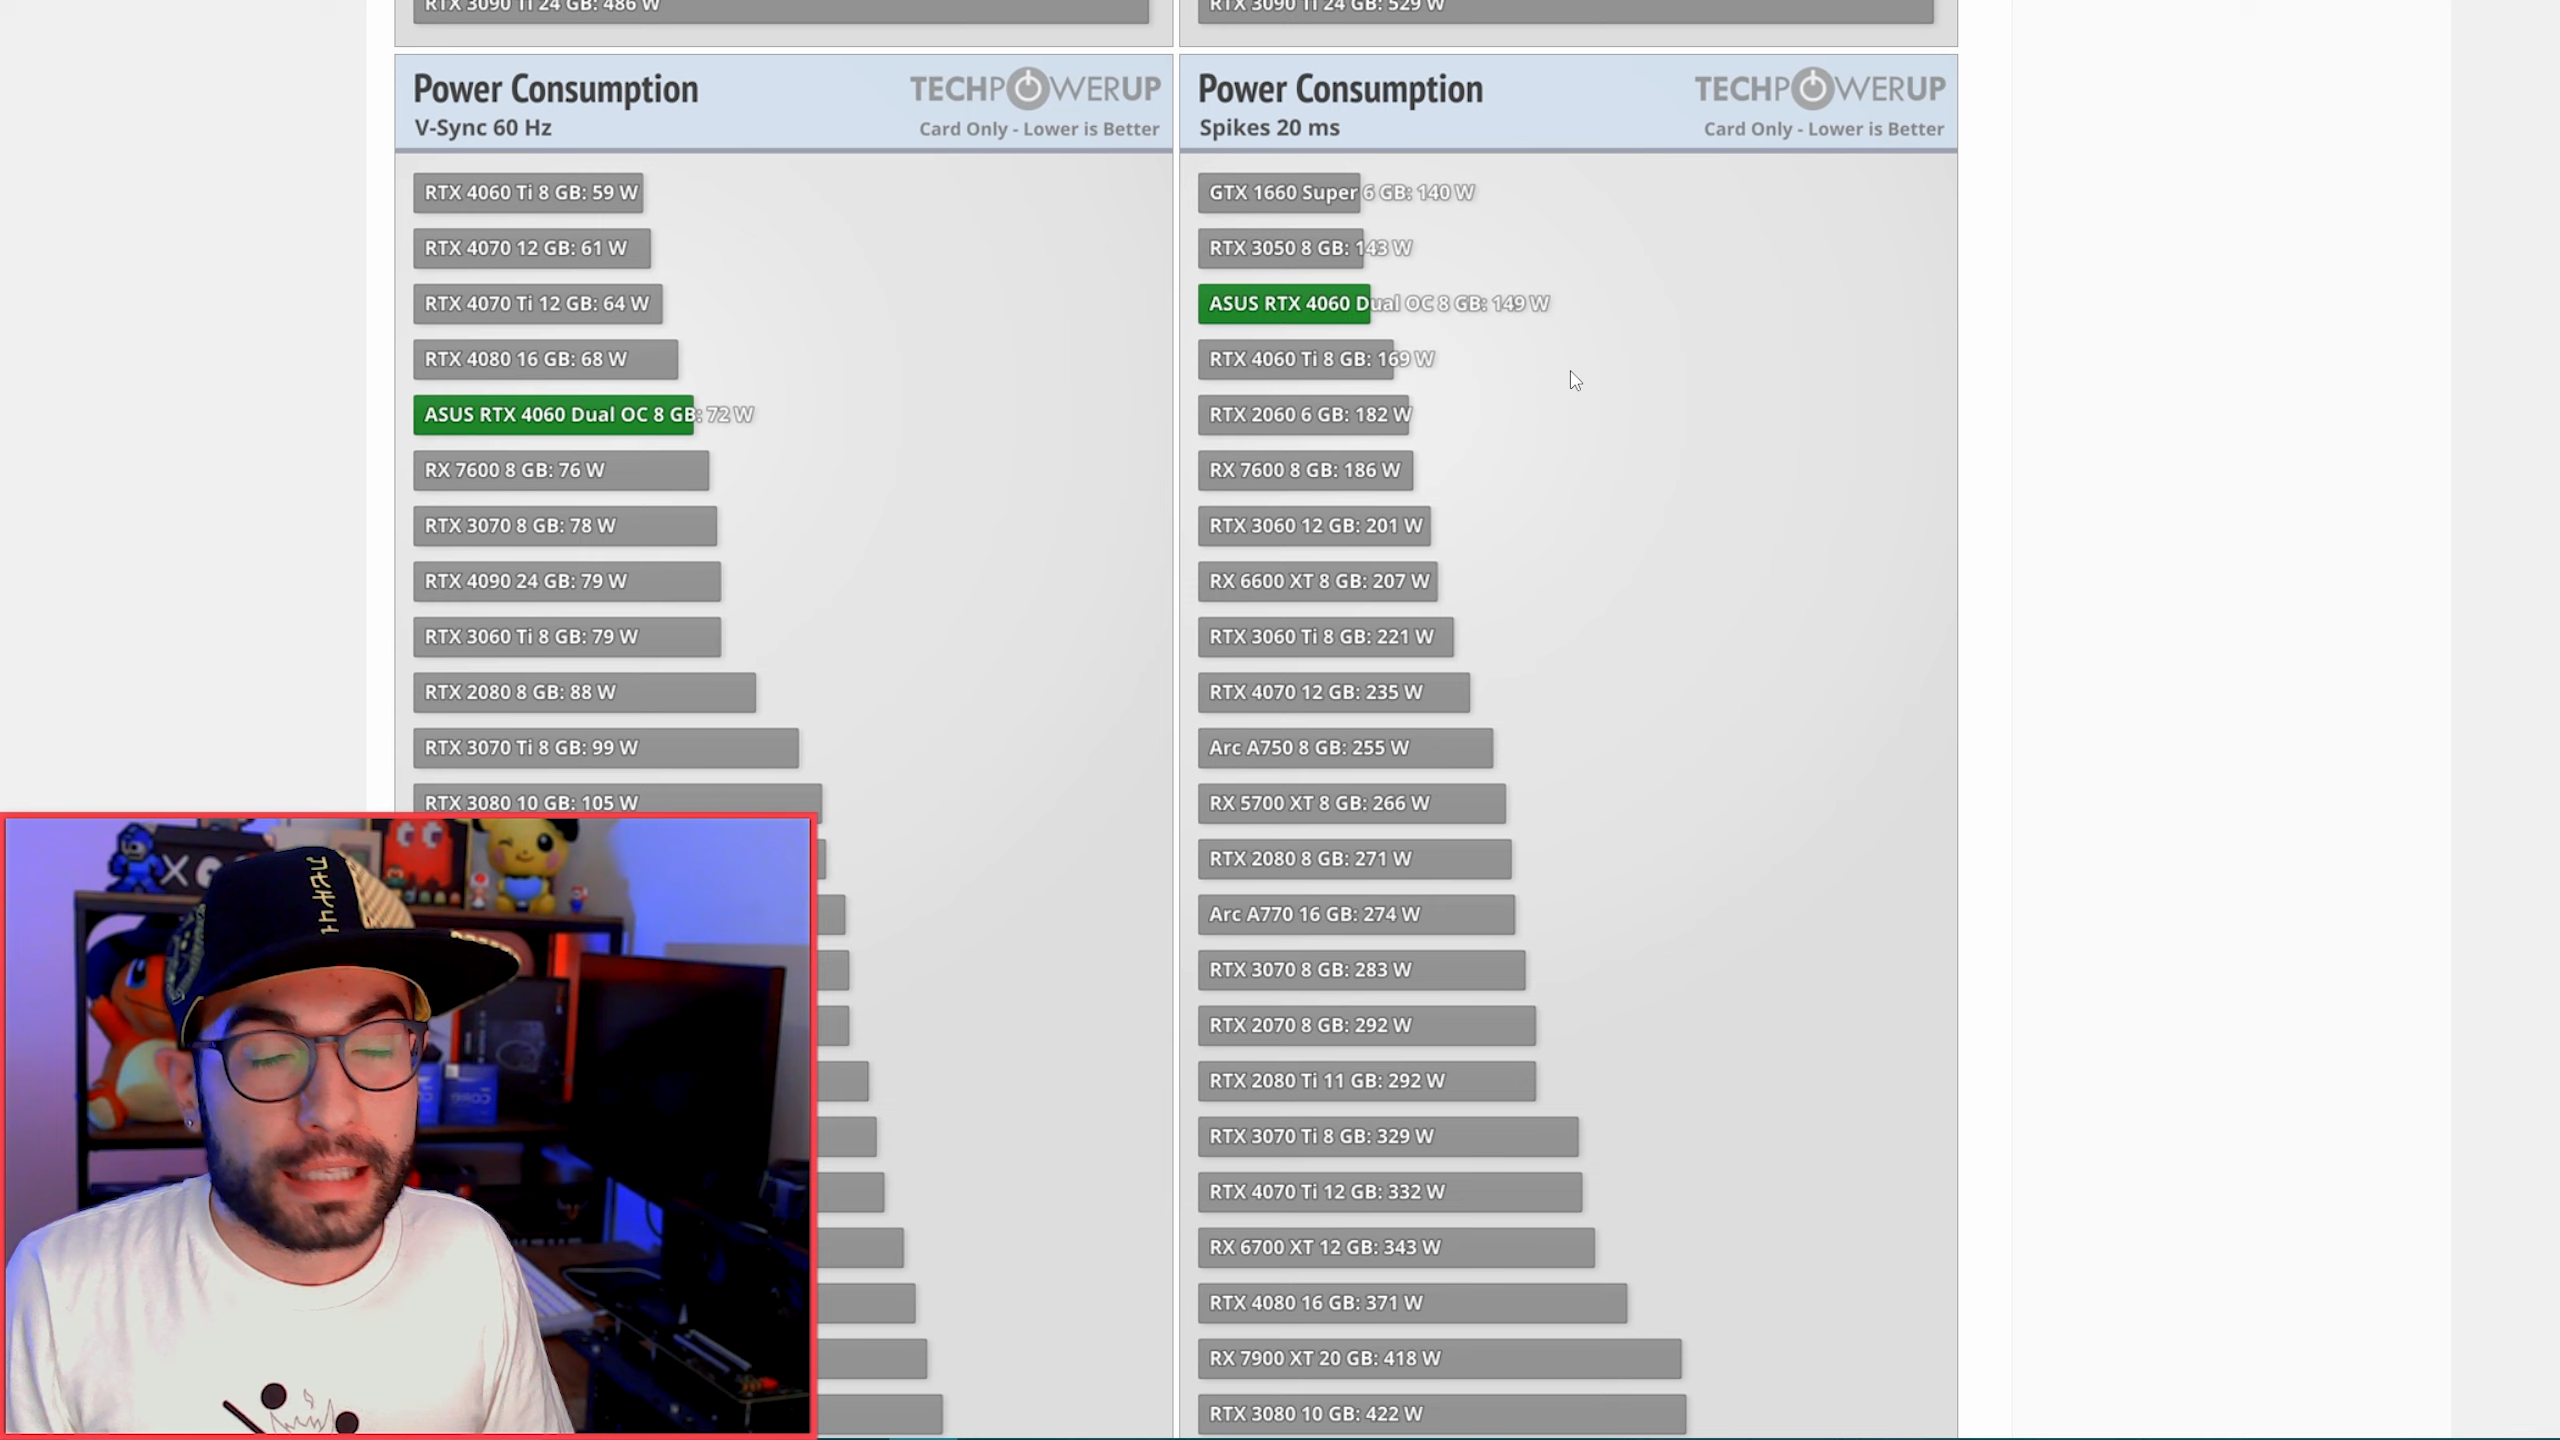 RTX 3090 Ti 24 GB: 486 W
RTX 3090 Ti 24 GB: 529 W
Power Consumption
TECHPOWERUP
V-Sync 60 Hz
Card Only - Lower is Better
RTX 4060 Ti 8 GB: 59 W
RTX 4070 12 GB: 61 W
RTX 4070 Ti 12 GB: 64 W
RTX 4080 16 GB: 68 W
ASUS RTX 4060 Dual OC 8 GB: 72 W
RX 7600 8 GB: 76 W
RTX 3070 8 GB: 78 W
RTX 4090 24 GB: 79 W
RTX 3060 Ti 8 GB: 79 W
RTX 2080 8 GB: 88 W
RTX 3070 Ti 8 GB: 99 W
RTX 3080 10 GB: 105 W
Power Consumption
TECHPOWERUP
Spikes 20 ms
Card Only - Lower is Better
GTX 1660 Super 6 GB: 140 W
RTX 3050 8 GB: 143 W
ASUS RTX 4060 Dual OC 8 GB: 149 W
RTX 4060 Ti 8 GB: 169 W
RTX 2060 6 GB: 182 W
RX 7600 8 GB: 186 W
RTX 3060 12 GB: 201 W
RX 6600 XT 8 GB: 207 W
RTX 3060 Ti 8 GB: 221 W
RTX 4070 12 GB: 235 W
Arc A750 8 GB: 255 W
RX 5700 XT 8 GB: 266 W
RTX 2080 8 GB: 271 W
Arc A770 16 GB: 274 W
RTX 3070 8 GB: 283 W
RTX 2070 8 GB: 292 W
RTX 2080 Ti 11 GB: 292 W
RTX 3070 Ti 8 GB: 329 W
RTX 4070 Ti 12 GB: 332 W
RX 6700 XT 12 GB: 343 W
RTX 4080 16 GB: 371 W
RX 7900 XT 20 GB: 418 W
RTX 3080 10 GB: 422 W
CORE